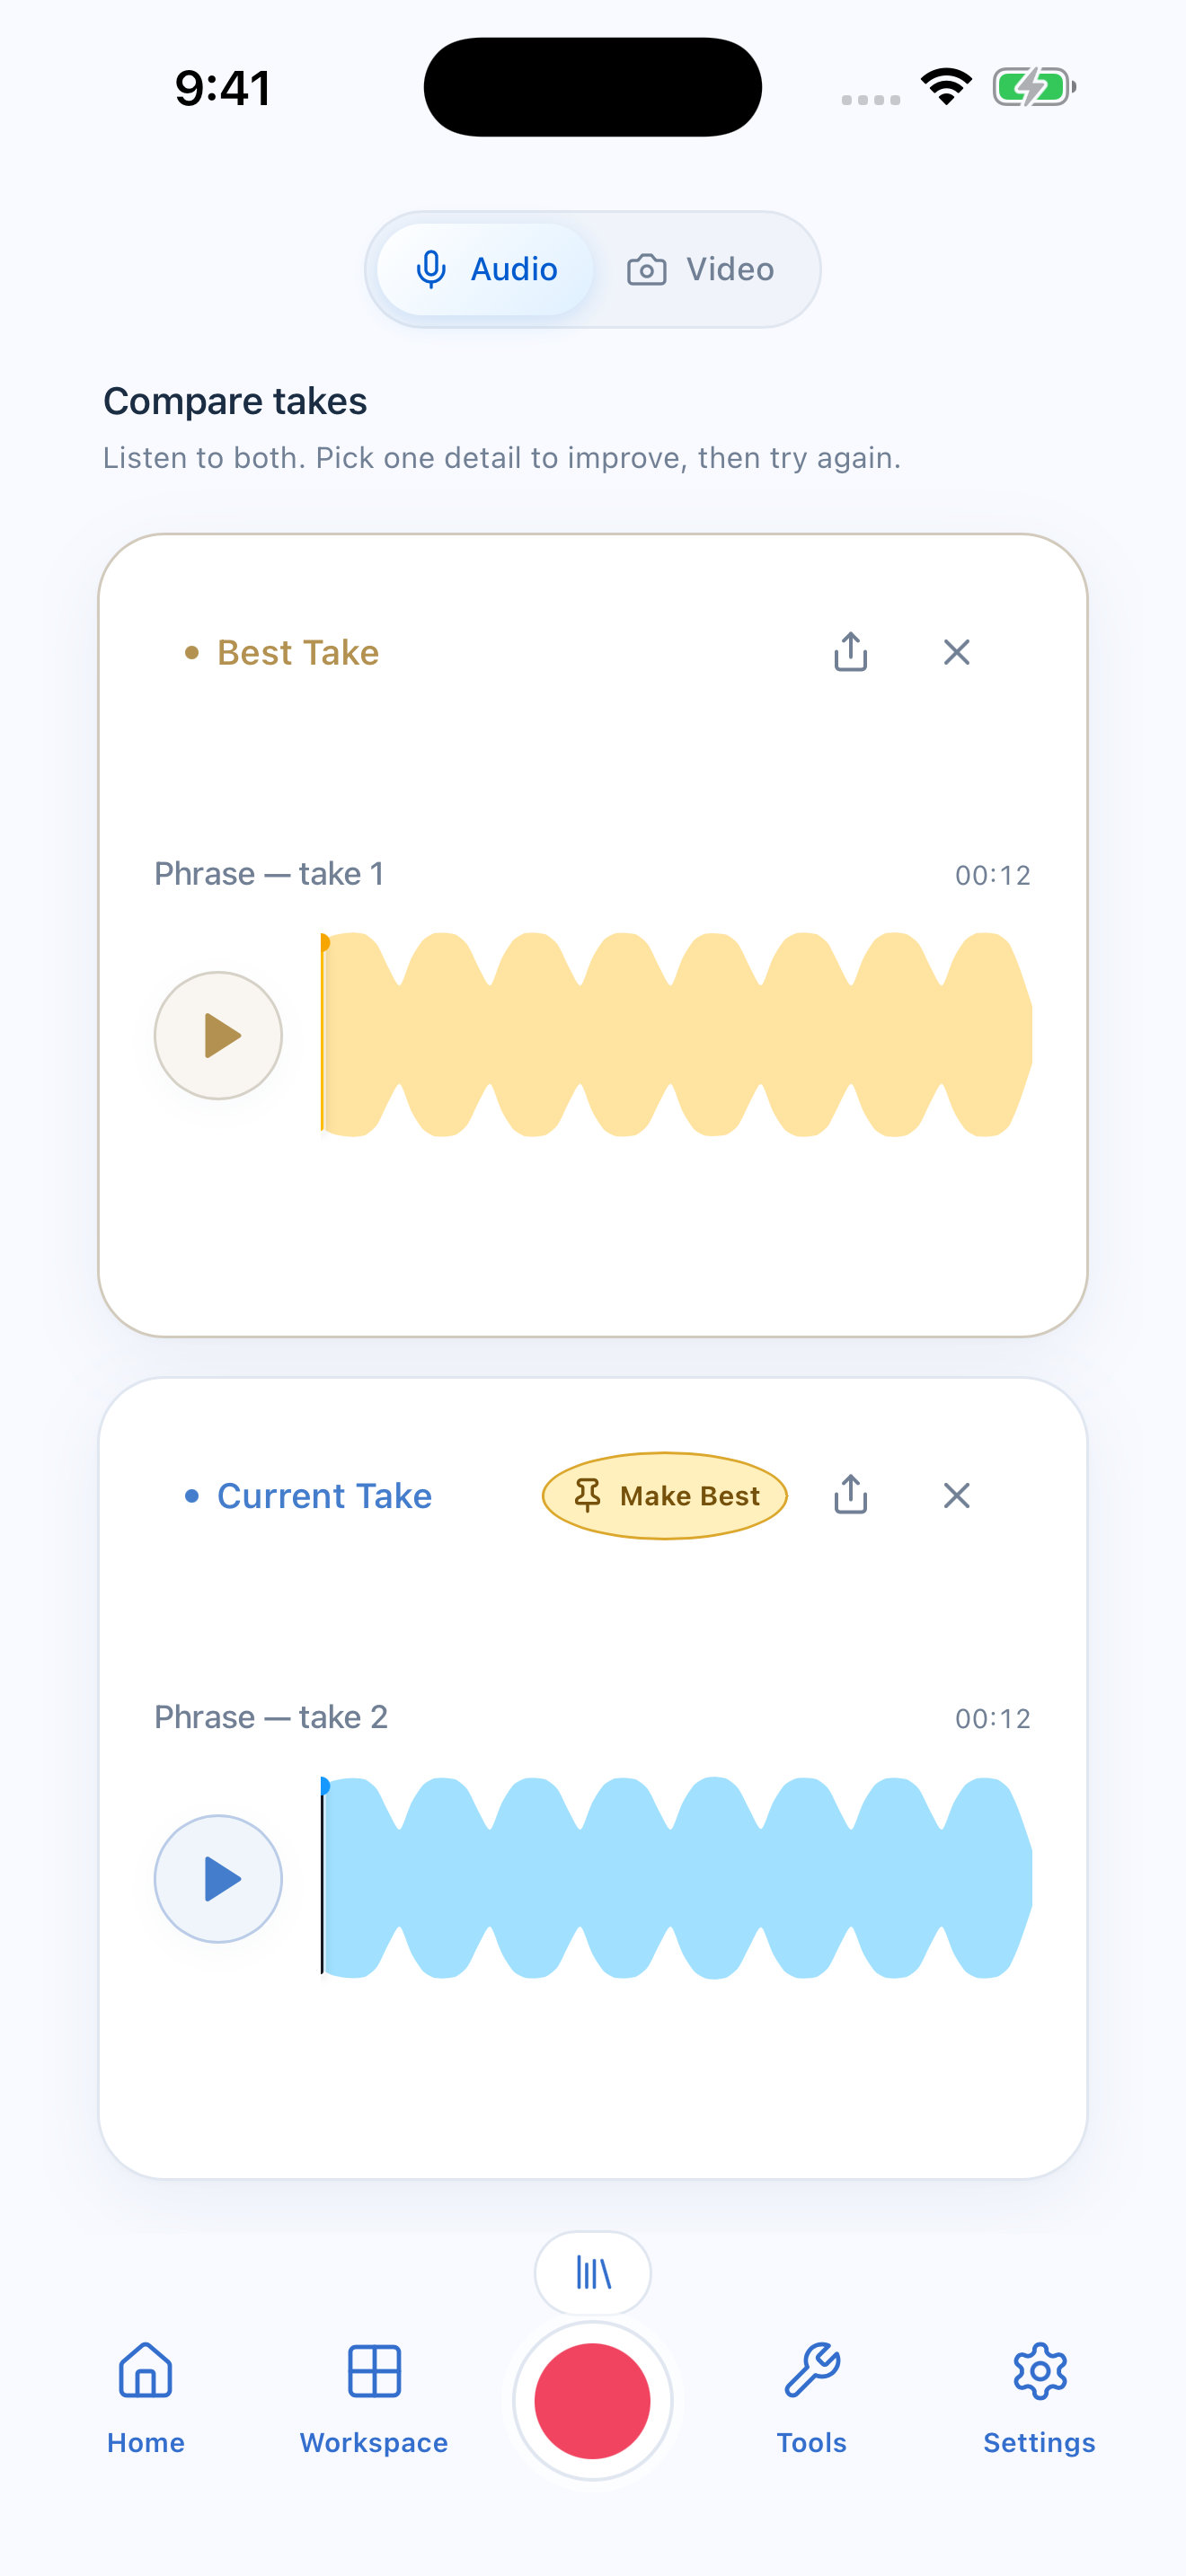 9:41
Audio
Video
Compare takes
Listen to both. Pick one detail to improve, then try again.
Best Take
Phrase — take 1
00:12
Current Take
Make Best
Phrase — take 2
00:12
Home
Workspace
Tools
Settings